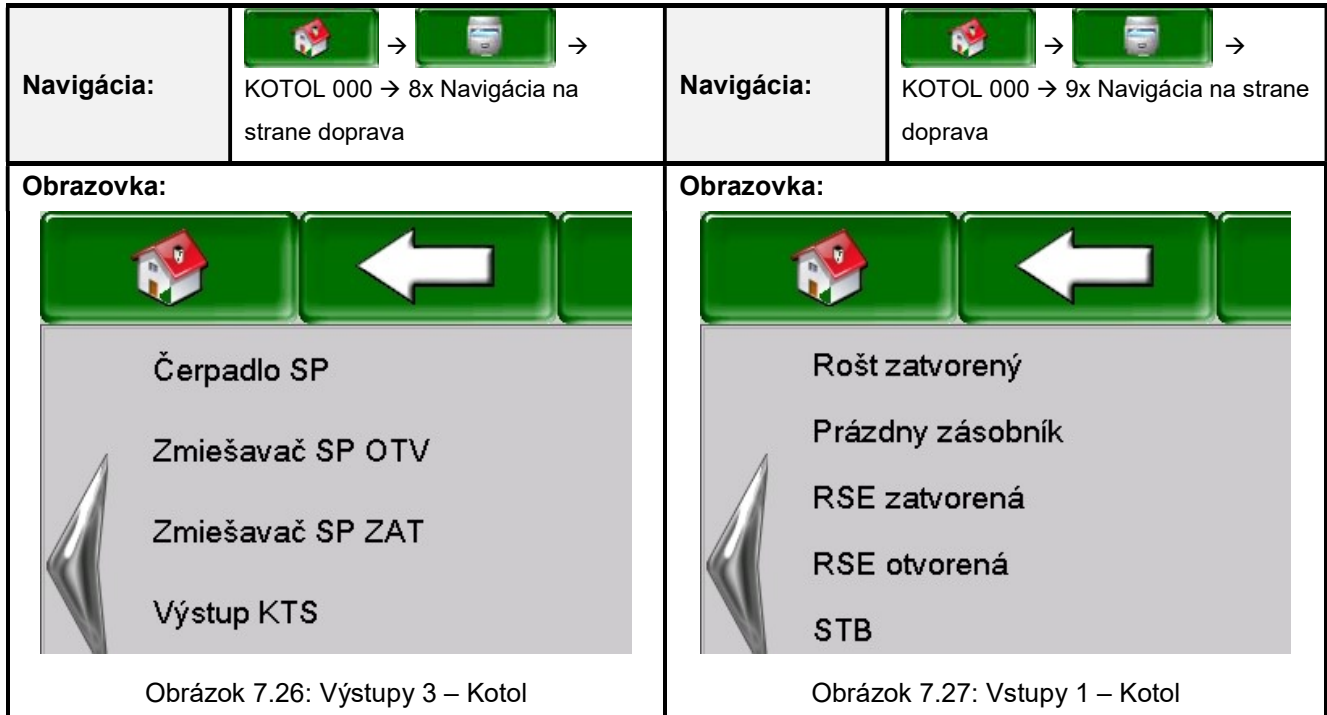 Navigácia:
→ →
KOTOL 000 → 8x Navigácia na
strane doprava
Navigácia:
→ →
KOTOL 000 → 9x Navigácia na strane
doprava
Obrazovka:
Čerpadlo SP
Zmiešavač SP OTV
Zmiešavač SP ZAT
Výstup KTS
Obrázok 7.26: Výstupy 3 – Kotol
Obrazovka:
Rošt zatvorený
Prázdny zásobník
RSE zatvorená
RSE otvorená
STB
Obrázok 7.27: Vstupy 1 – Kotol